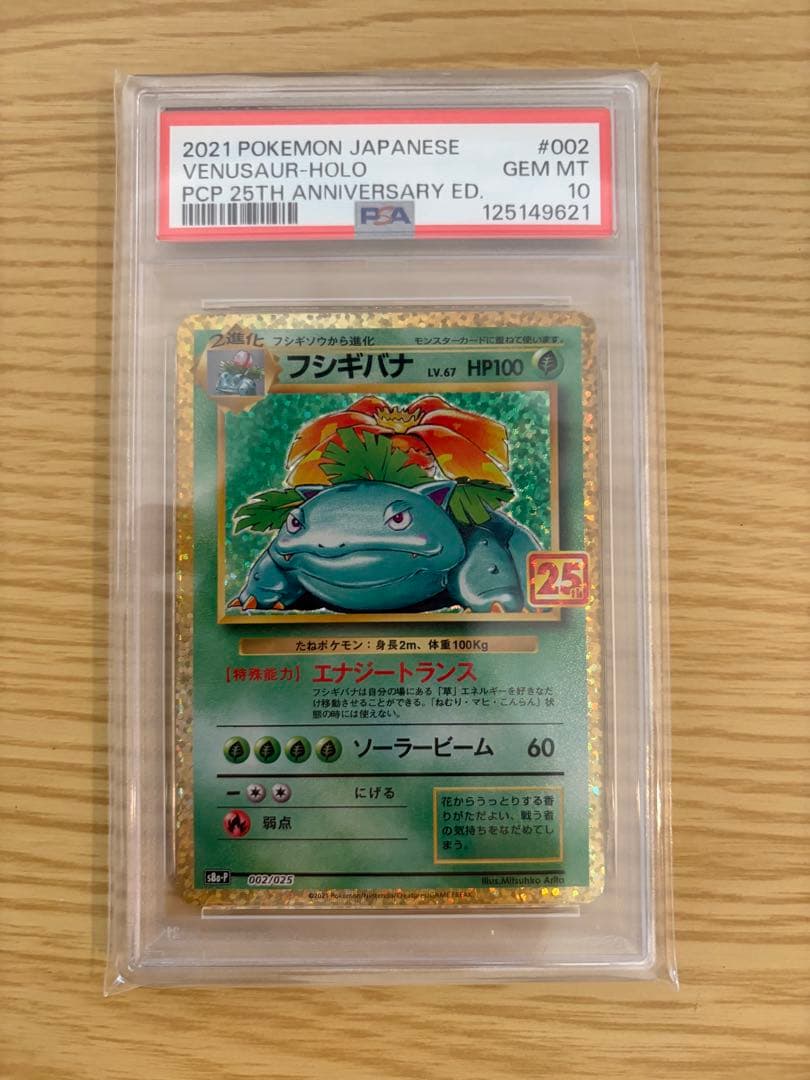 2021 POKEMON JAPANESE #002
VENUSAUR-HOLO GEM MT
PCP 25TH ANNIVERSARY ED. 10
PSA 125149621
2進化 フシギソウから進化 モンスターカードに重ねて使います。
フシギバナ LV.67 HP100
25th
たねポケモン：身長2m、体重100Kg
【特殊能力】エナジートランス
フシギバナは自分の場にある「草」エネルギーを好きなだ
け移動させることができる。「ねむり・マヒ・こんらん」状
態の時には使えない。
ソーラービーム 60
ー にげる
弱点
花からうっとりする香
りがただよい、戦う者
の気持ちをなだめてし
まう。
s8a-P 002/025 Illus.Mitsuhiro Arita
©2021 Pokémon/Nintendo/Creatures/GAME FREAK